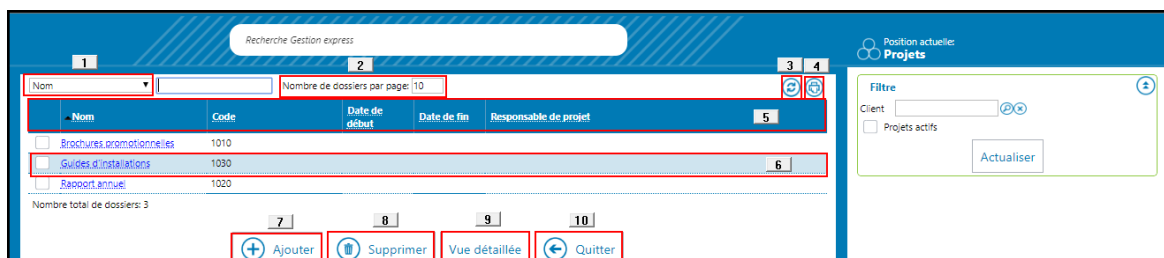 Recherche Gestion express
Position actuelle:
Projets
1
2
3
4
Nom
Nombre de dossiers par page: 10
Filtre
Client
Projets actifs
Actualiser
Nom Code Date de début Date de fin Responsable de projet 5
Brochures promotionnelles 1010
Guides d'installations 1030 6
Rapport annuel 1020
Nombre total de dossiers: 3
7
8
9
10
Ajouter
Supprimer
Vue détaillée
Quitter